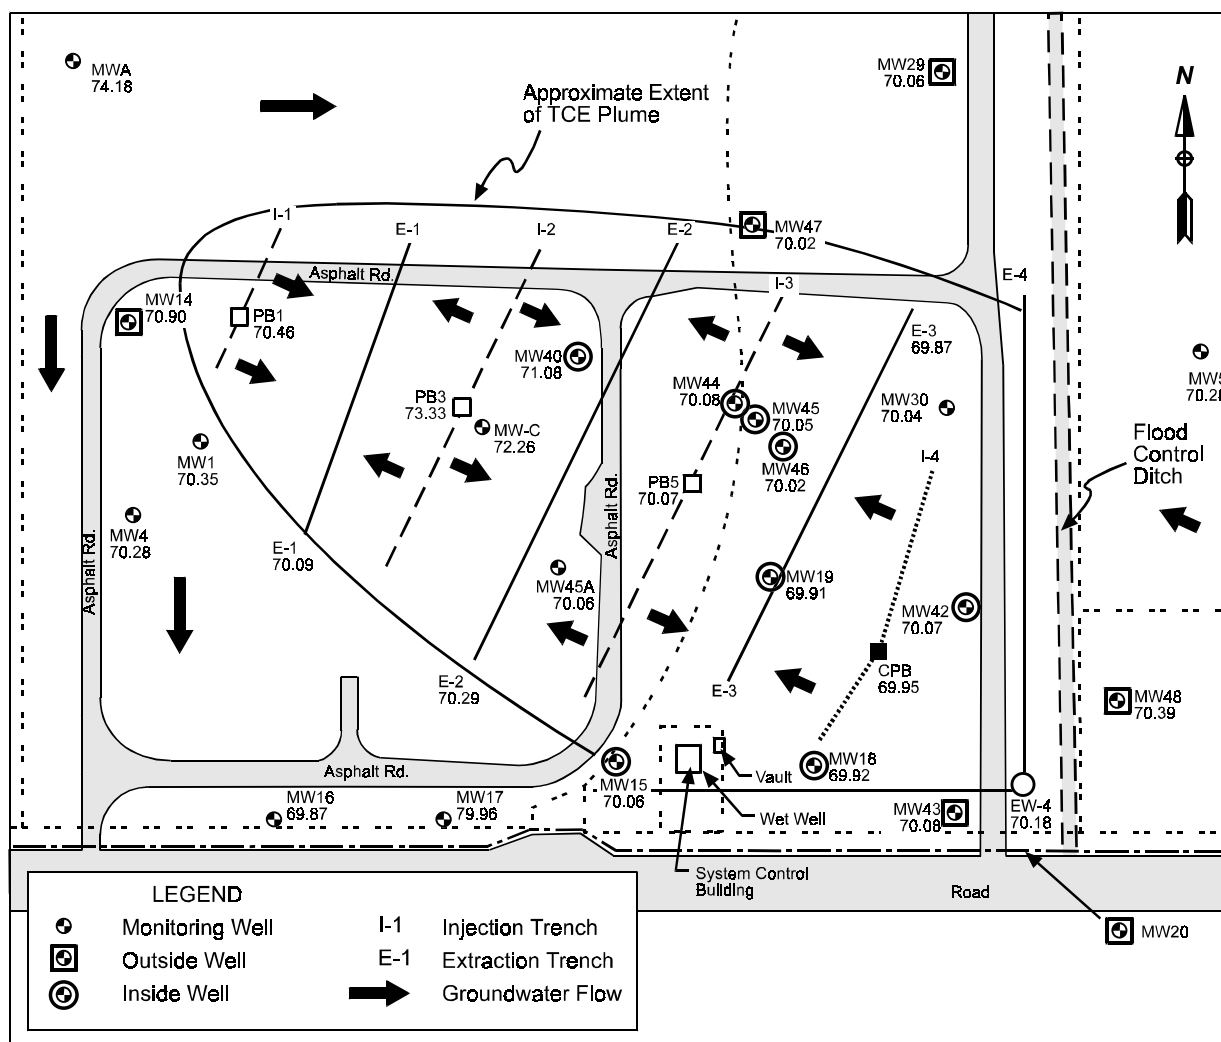 MWA
74.18
Approximate Extent
of TCE Plume
MW29
70.06
N
I-1
E-1
I-2
E-2
MW47
70.02
E-4
Asphalt Rd.
I-3
MW14
70.90
PB1
70.46
MW40
71.08
E-3
69.87
MW5
70.28
PB3
73.33
MW-C
72.26
MW44
70.08
MW45
70.05
MW30
70.04
MW46
70.02
I-4
Flood
Control
Ditch
MW1
70.35
PB5
70.07
Asphalt Rd.
MW4
70.28
Asphalt Rd.
E-1
70.09
MW45A
70.06
MW19
69.91
MW42
70.07
E-2
70.29
E-3
CPB
69.95
MW48
70.39
Asphalt Rd.
MW15
70.06
Vault
MW18
69.92
MW16
69.87
MW17
79.96
Wet Well
MW43
70.08
EW-4
70.18
System Control
Building
Road
MW20
LEGEND
Monitoring Well
I-1 Injection Trench
Outside Well
E-1 Extraction Trench
Inside Well
Groundwater Flow